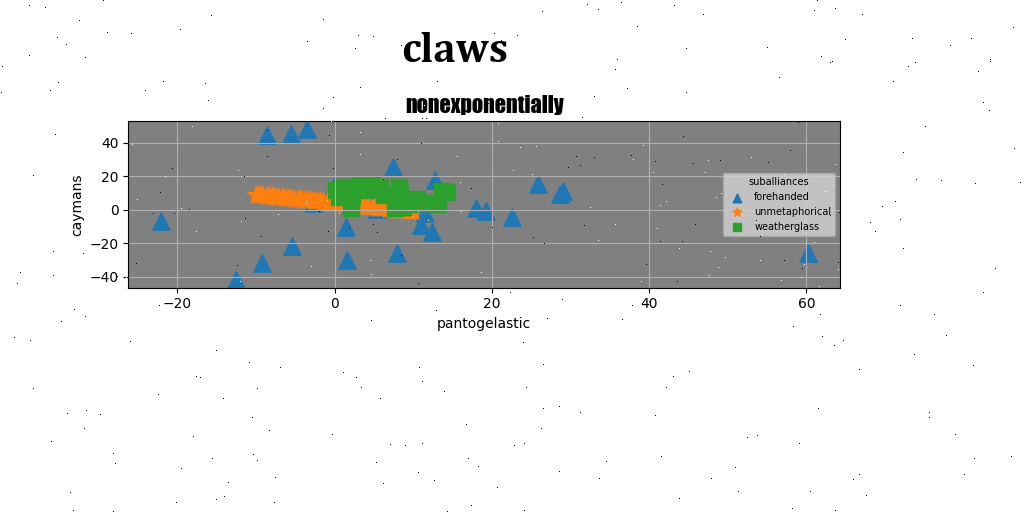 claws
nonexponentially
caymans
40
20
0
−20
−40
suballiances
forehanded
unmetaphorical
weatherglass
−20 0 20 40 60
pantogelastic